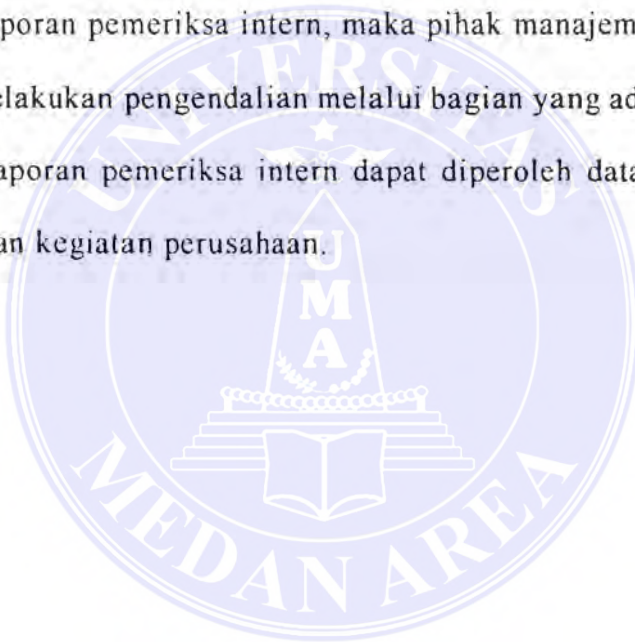 poran pemeriksa intern, maka pihak manajem
elakukan pengendalian melalui bagian yang ad
aporan pemeriksa intern dapat diperoleh data
an kegiatan perusahaan.
UNIVERSITAS
UMA
MEDAN AREA